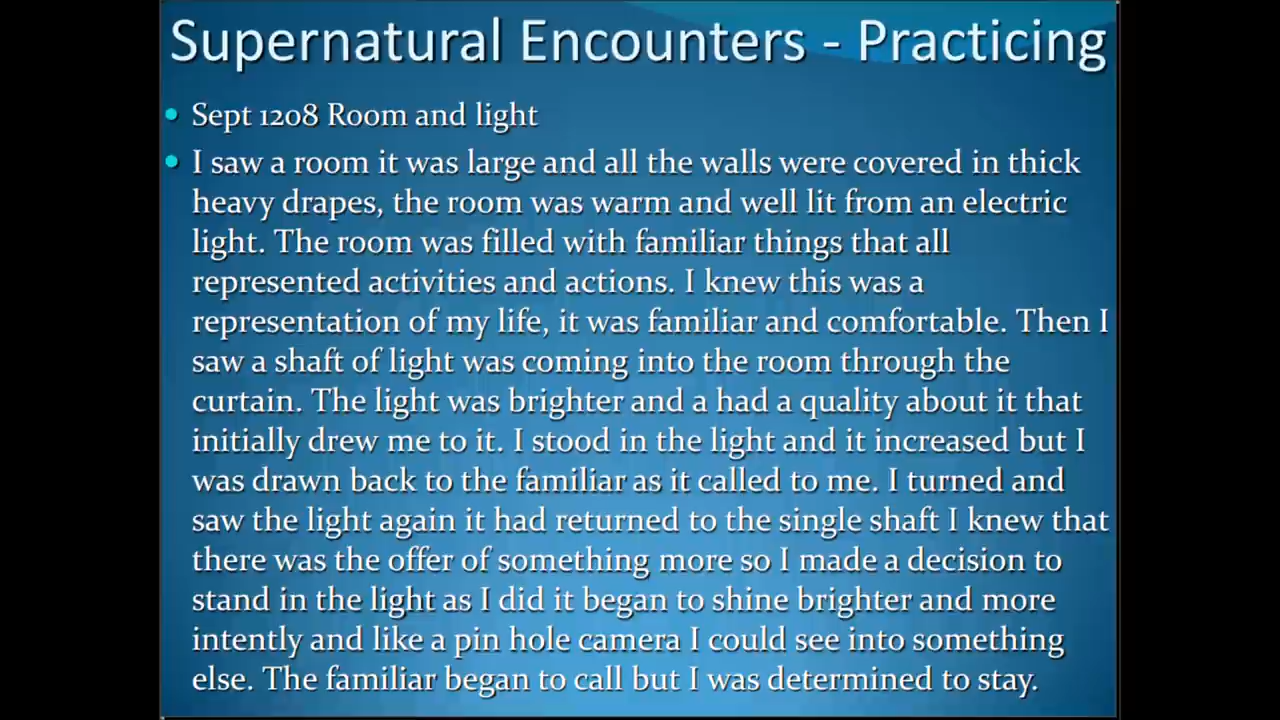 Supernatural Encounters - Practicing
• Sept 1208 Room and light
• I saw a room it was large and all the walls were covered in thick
heavy drapes, the room was warm and well lit from an electric
light. The room was filled with familiar things that all
represented activities and actions. I knew this was a
representation of my life, it was familiar and comfortable. Then I
saw a shaft of light was coming into the room through the
curtain. The light was brighter and a had a quality about it that
initially drew me to it. I stood in the light and it increased but I
was drawn back to the familiar as it called to me. I turned and
saw the light again it had returned to the single shaft I knew that
there was the offer of something more so I made a decision to
stand in the light as I did it began to shine brighter and more
intently and like a pin hole camera I could see into something
else. The familiar began to call but I was determined to stay.